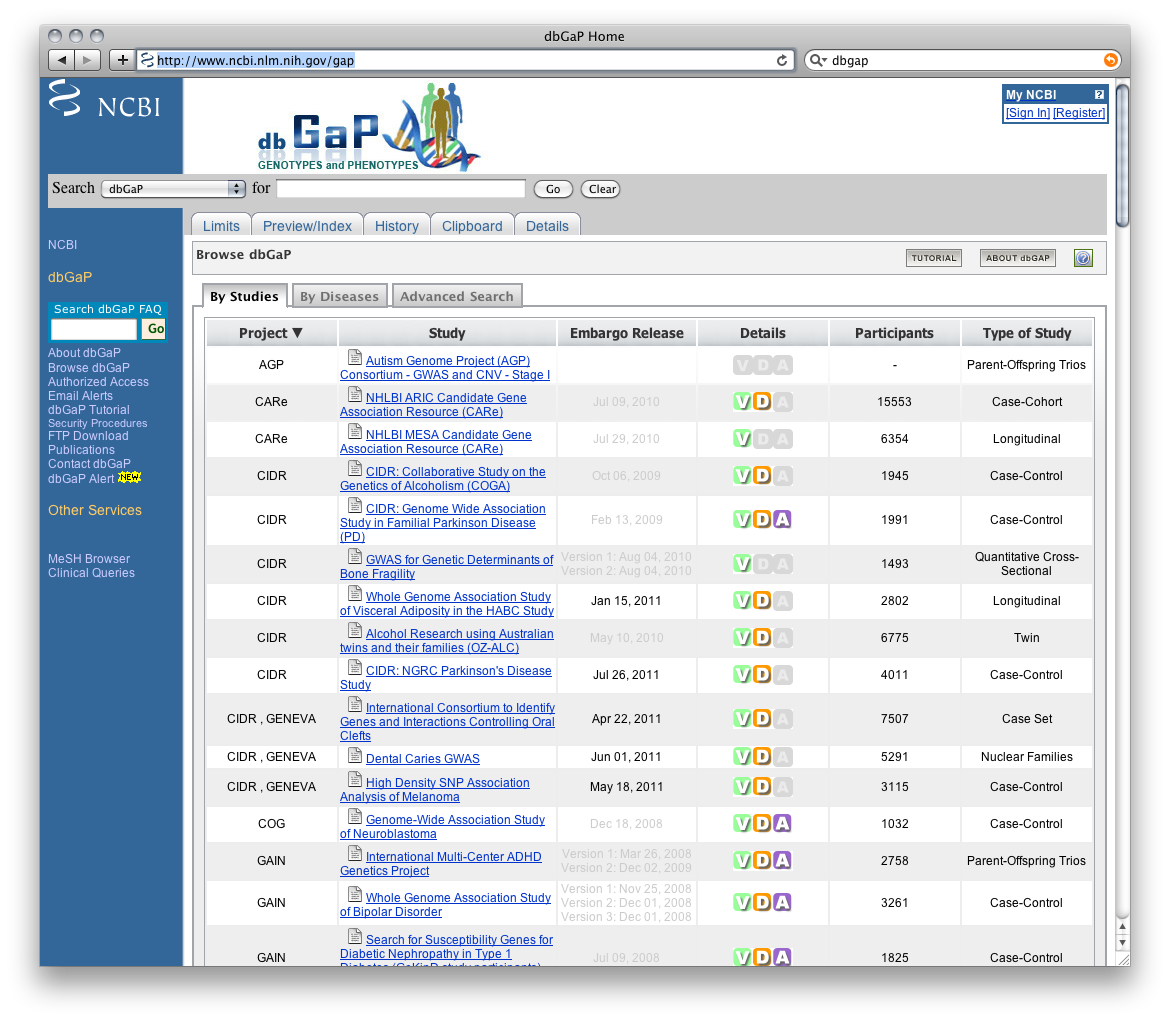 dbGaP Home
http://www.ncbi.nlm.nih.gov/gap
dbgap
NCBI
db GaP
GENOTYPES and PHENOTYPES
My NCBI ?
[Sign In] [Register]
Search dbGaP for Go Clear
Limits Preview/Index History Clipboard Details
NCBI
dbGaP
Search dbGaP FAQ
Go
About dbGaP
Browse dbGaP
Authorized Access
Email Alerts
dbGaP Tutorial
Security Procedures
FTP Download
Publications
Contact dbGaP
dbGaP Alert NEW!
Other Services
MeSH Browser
Clinical Queries
Browse dbGaP TUTORIAL ABOUT dbGAP ?
By Studies By Diseases Advanced Search
Project ▼ Study Embargo Release Details Participants Type of Study
AGP Autism Genome Project (AGP) V D A - Parent-Offspring Trios
Consortium - GWAS and CNV - Stage I
CARe NHLBI ARIC Candidate Gene Jul 09, 2010 V D A 15553 Case-Cohort
Association Resource (CARe)
CARe NHLBI MESA Candidate Gene Jul 29, 2010 V D A 6354 Longitudinal
Association Resource (CARe)
CIDR CIDR: Collaborative Study on the Oct 06, 2009 V D A 1945 Case-Control
Genetics of Alcoholism (COGA)
CIDR CIDR: Genome Wide Association Feb 13, 2009 V D A 1991 Case-Control
Study in Familial Parkinson Disease
(PD)
CIDR GWAS for Genetic Determinants of Version 1: Aug 04, 2010 V D A 1493 Quantitative Cross-
Bone Fragility Version 2: Aug 04, 2010 Sectional
CIDR Whole Genome Association Study Jan 15, 2011 V D A 2802 Longitudinal
of Visceral Adiposity in the HABC Study
CIDR Alcohol Research using Australian May 10, 2010 V D A 6775 Twin
twins and their families (OZ-ALC)
CIDR CIDR: NGRC Parkinson's Disease Jul 26, 2011 V D A 4011 Case-Control
Study
CIDR , GENEVA International Consortium to Identify Apr 22, 2011 V D A 7507 Case Set
Genes and Interactions Controlling Oral
Clefts
CIDR , GENEVA Dental Caries GWAS Jun 01, 2011 V D A 5291 Nuclear Families
CIDR , GENEVA High Density SNP Association May 18, 2011 V D A 3115 Case-Control
Analysis of Melanoma
COG Genome-Wide Association Study Dec 18, 2008 V D A 1032 Case-Control
of Neuroblastoma
GAIN International Multi-Center ADHD Version 1: Mar 26, 2008 V D A 2758 Parent-Offspring Trios
Genetics Project Version 2: Dec 02, 2009
GAIN Whole Genome Association Study Version 1: Nov 25, 2008 V D A 3261 Case-Control
of Bipolar Disorder Version 2: Dec 01, 2008
Version 3: Dec 01, 2008
GAIN Search for Susceptibility Genes for Jul 09, 2008 V D A 1825 Case-Control
Diabetic Nephropathy in Type 1
Diabetes (GoKinD study participants)